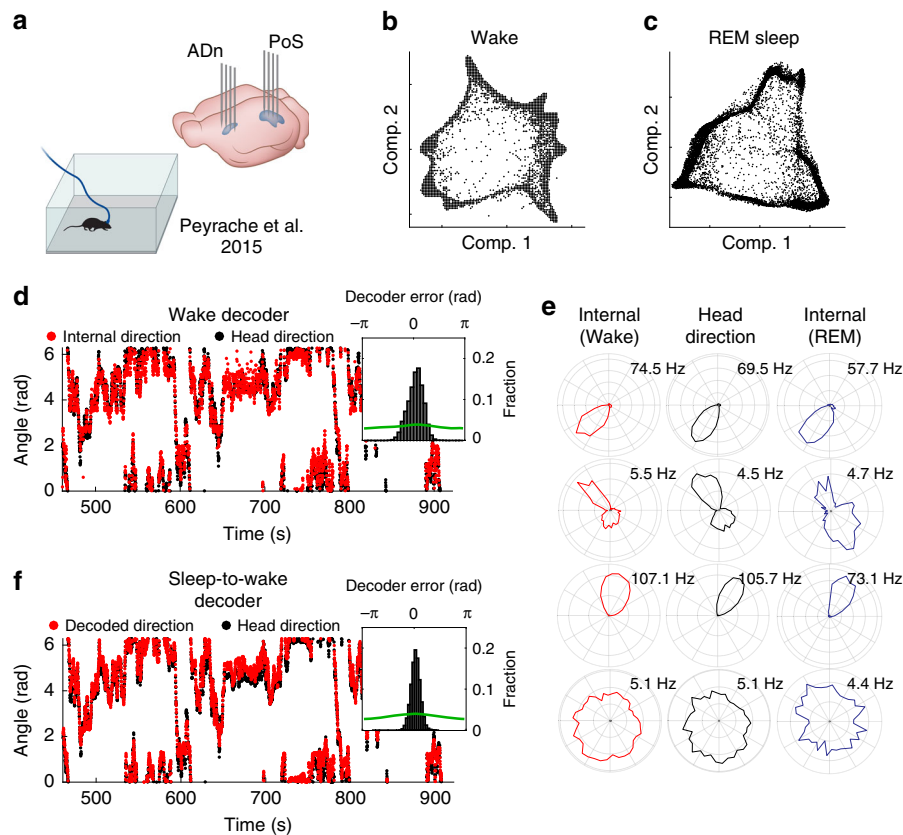 a
ADn
PoS
Peyrache et al.
2015
b
Wake
Comp. 2
Comp. 1
c
REM sleep
Comp. 2
Comp. 1
d
Wake decoder
Internal direction
Head direction
Angle (rad)
6
4
2
0
500
600
700
800
900
Time (s)
Decoder error (rad)
−π
0
π
0.2
0.1
0
Fraction
e
Internal
(Wake)
Head
direction
Internal
(REM)
74.5 Hz
69.5 Hz
57.7 Hz
5.5 Hz
4.5 Hz
4.7 Hz
107.1 Hz
105.7 Hz
73.1 Hz
5.1 Hz
5.1 Hz
4.4 Hz
f
Sleep-to-wake
decoder
Decoded direction
Head direction
Angle (rad)
6
4
2
0
500
600
700
800
900
Time (s)
Decoder error (rad)
−π
0
π
0.2
0.1
0
Fraction